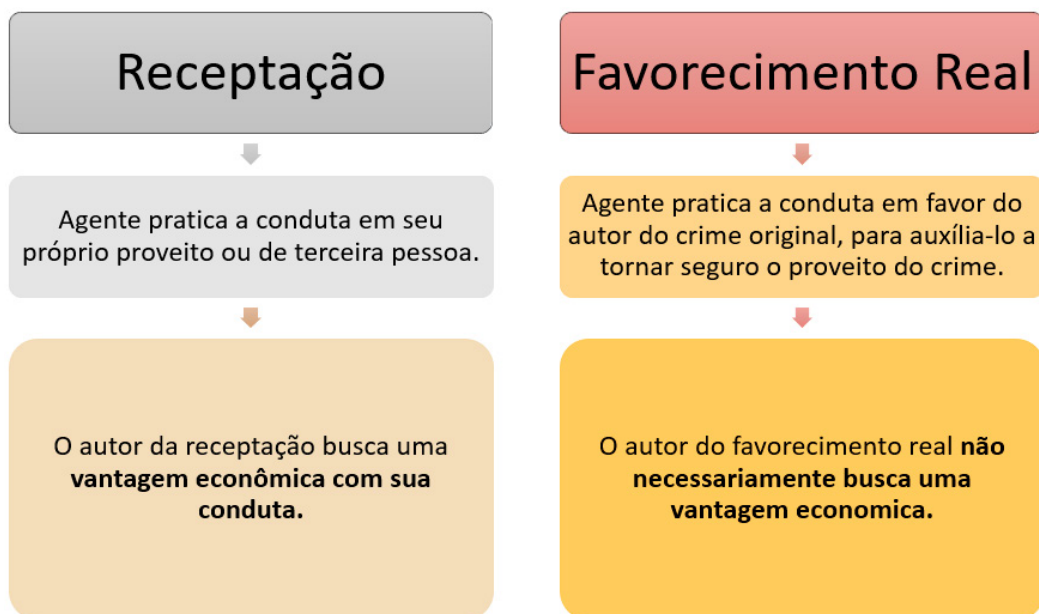 Receptação
Agente pratica a conduta em seu
próprio proveito ou de terceira pessoa.
O autor da receptação busca uma
vantagem econômica com sua
conduta.
Favorecimento Real
Agente pratica a conduta em favor do
autor do crime original, para auxília-lo a
tornar seguro o proveito do crime.
O autor do favorecimento real não
necessariamente busca uma
vantagem economica.